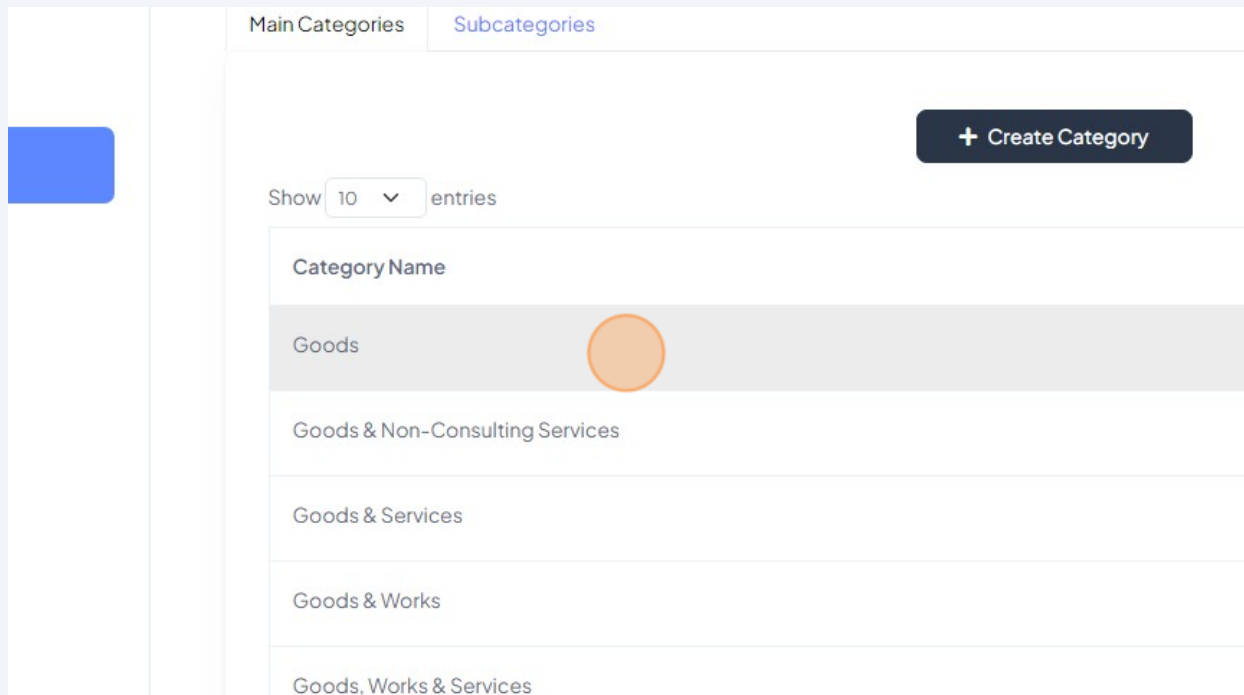 Main Categories Subcategories
Create Category
Show 10 entries
Category Name
Goods
Goods & Non-Consulting Services
Goods & Services
Goods & Works
Goods, Works & Services